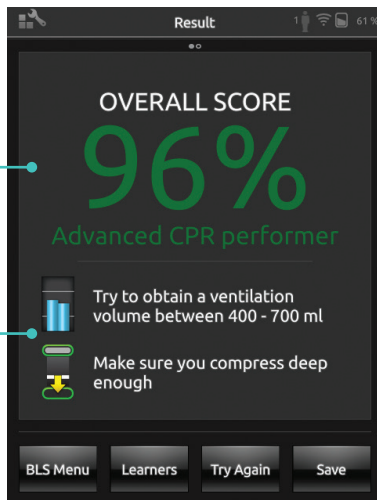 Result
1
61 %
OVERALL SCORE
96%
Advanced CPR performer
Try to obtain a ventilation
volume between 400 - 700 ml
Make sure you compress deep
enough
BLS Menu
Learners
Try Again
Save